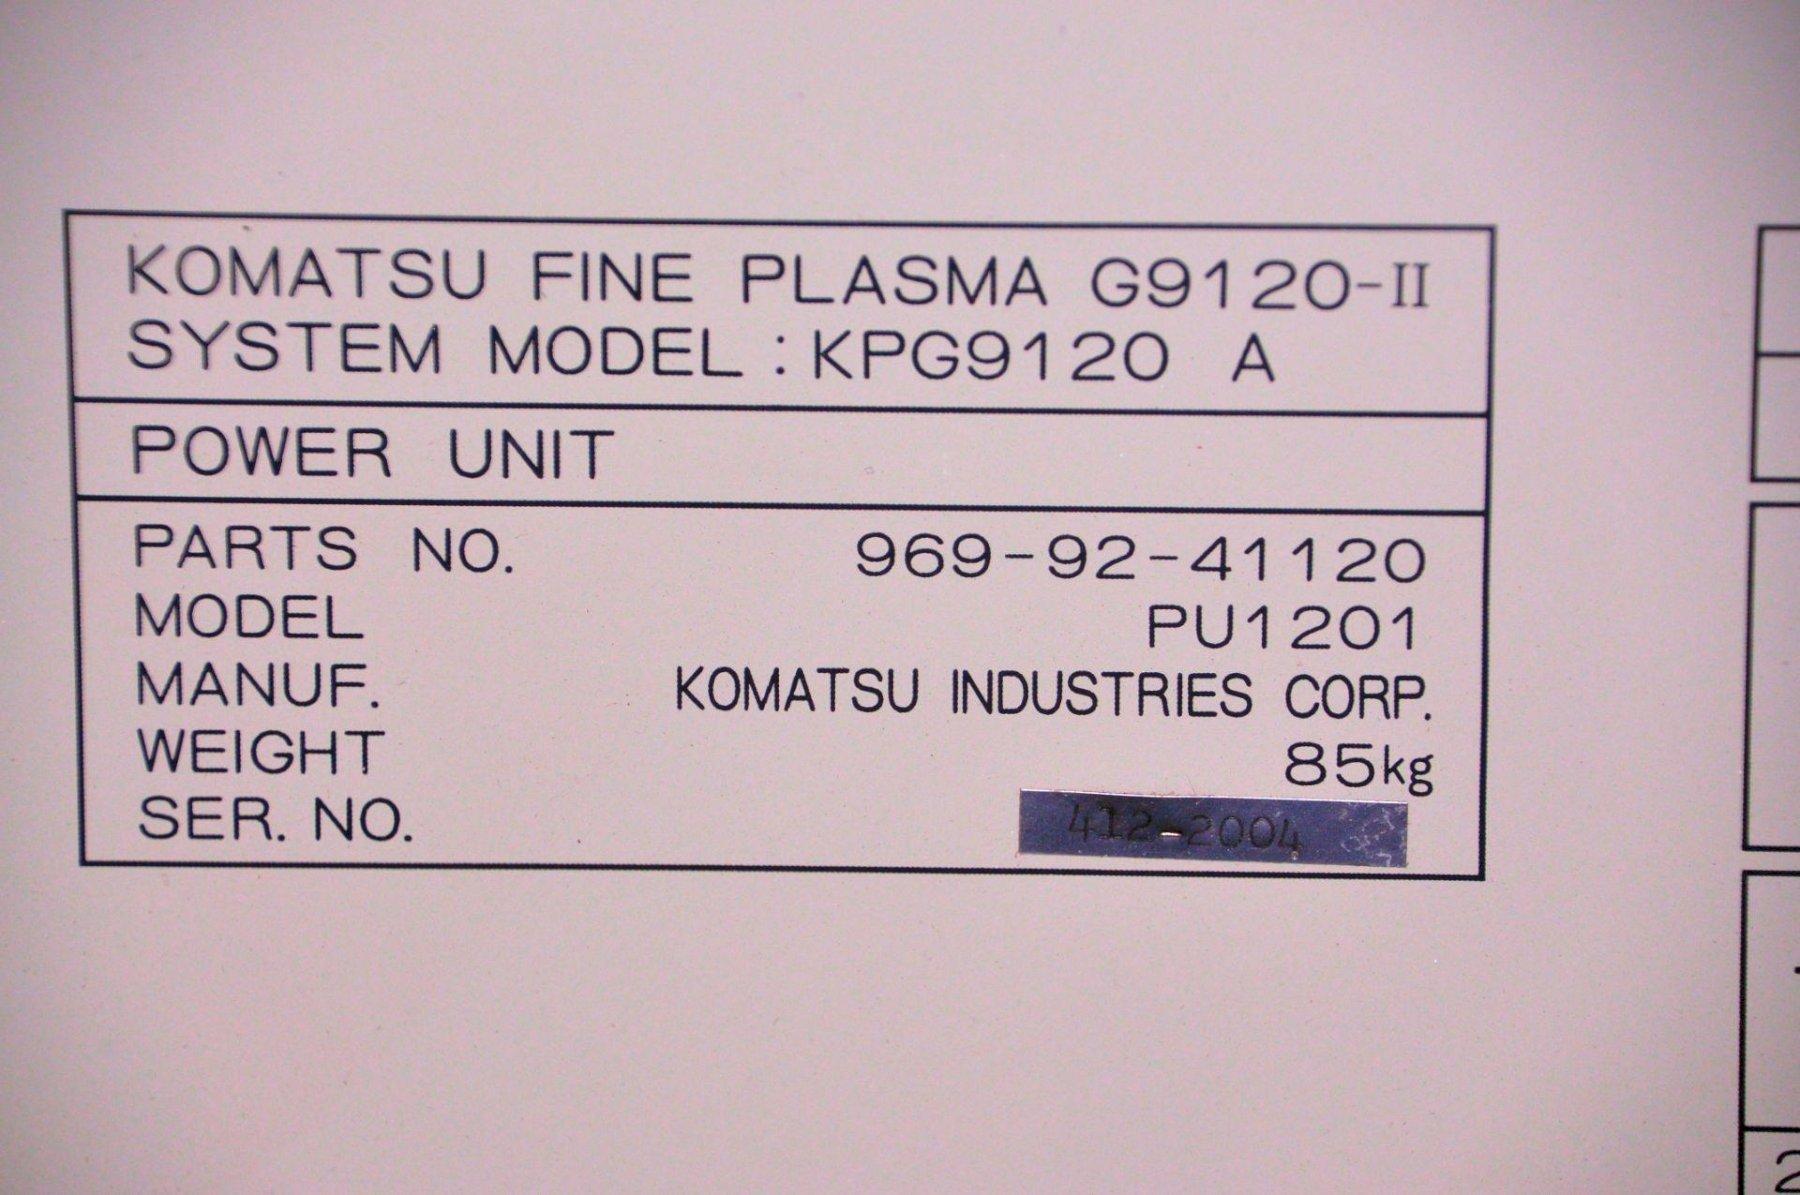 KOMATSU FINE PLASMA G9120-II
SYSTEM MODEL : KPG9120 A
POWER UNIT
PARTS NO. 969-92-41120
MODEL PU1201
MANUF. KOMATSU INDUSTRIES CORP.
WEIGHT 85kg
SER. NO. 412-2004
2